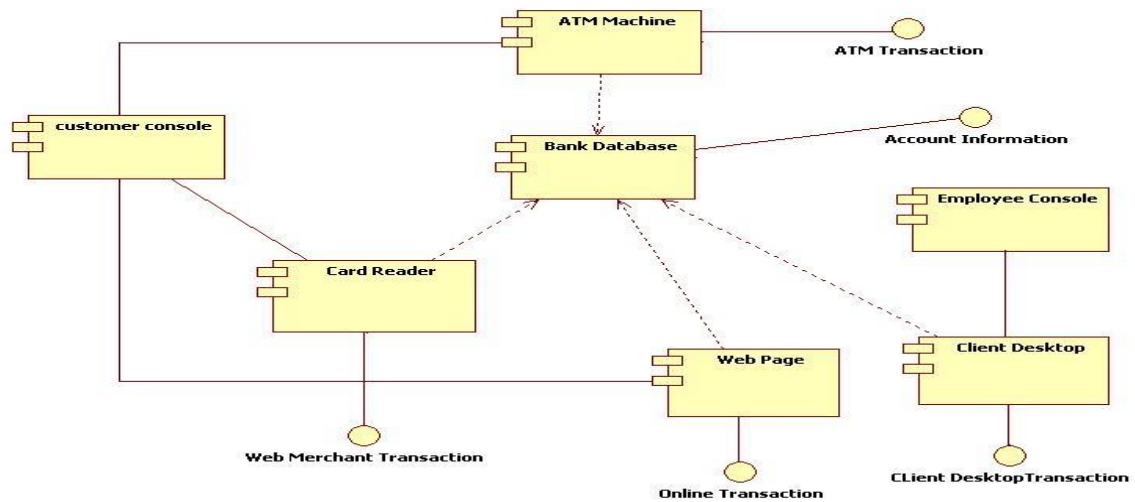 ATM Machine
ATM Transaction
customer console
Bank Database
Account Information
Employee Console
Card Reader
Web Page
Client Desktop
Web Merchant Transaction
CLient DesktopTransaction
Online Transaction